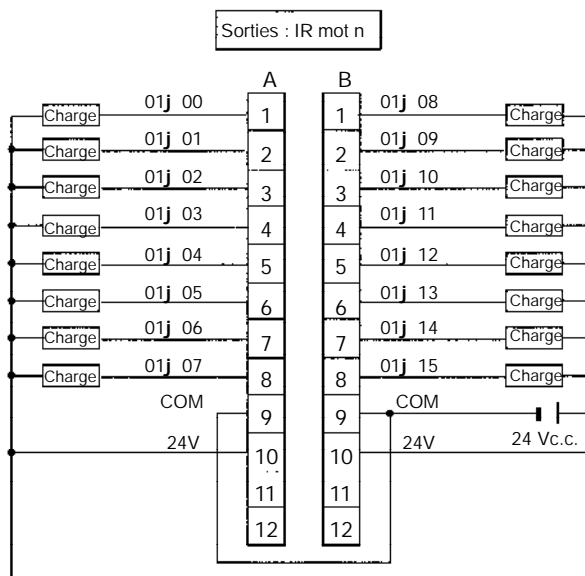 Sorties : IR mot n
A B
Charge 01j 00 1 1 01j 08 Charge
Charge 01j 01 2 2 01j 09 Charge
Charge 01j 02 3 3 01j 10 Charge
Charge 01j 03 4 4 01j 11 Charge
Charge 01j 04 5 5 01j 12 Charge
Charge 01j 05 6 6 01j 13 Charge
Charge 01j 06 7 7 01j 14 Charge
Charge 01j 07 8 8 01j 15 Charge
COM 9 9 COM
24V 10 10 24V 24 Vc.c.
11 11
12 12